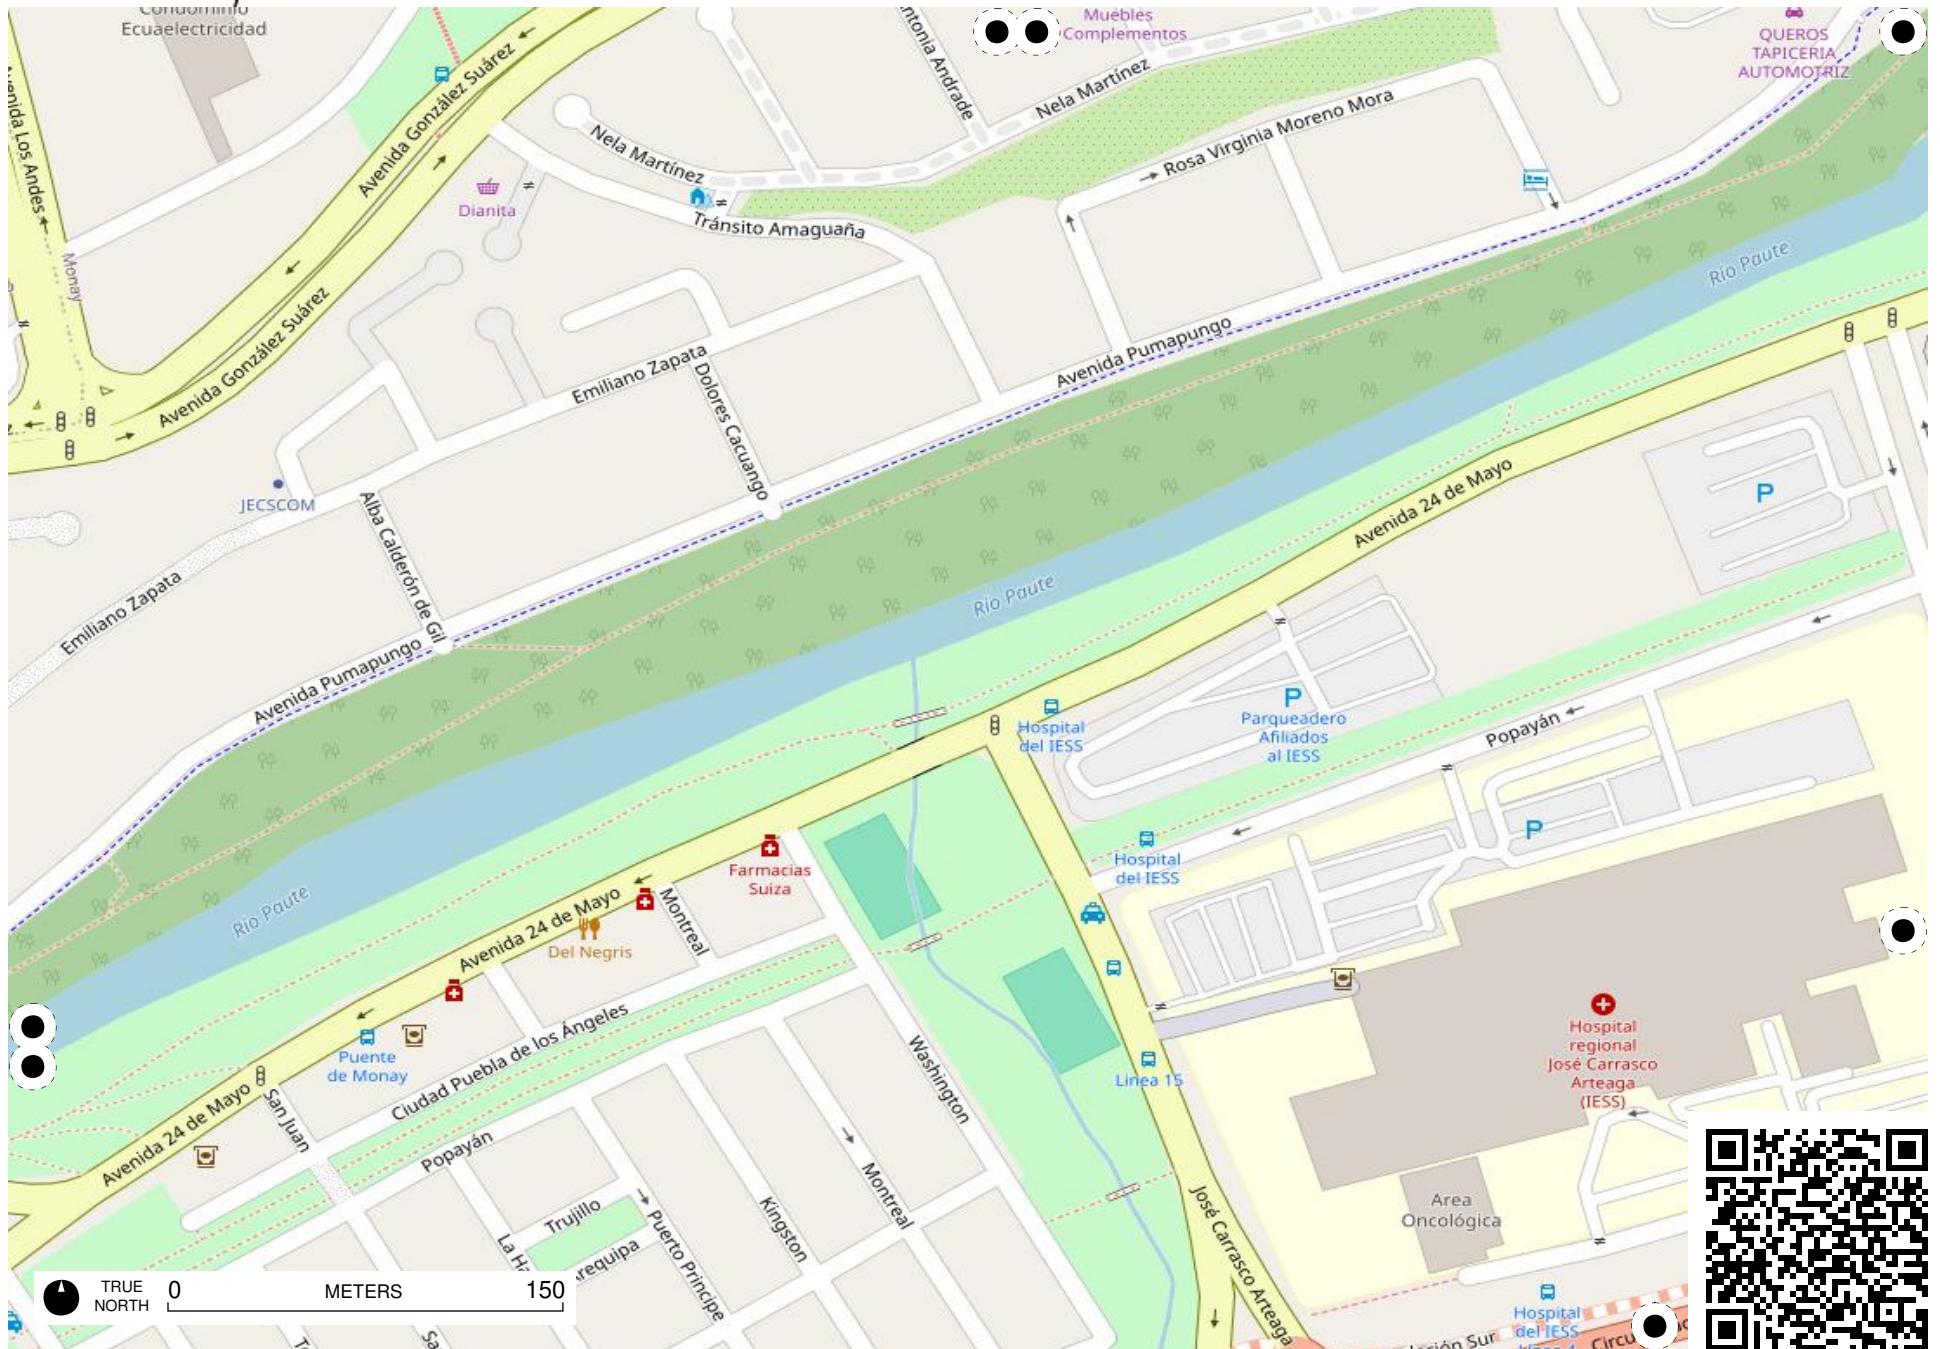 Condominio
Ecuaelectricidad
Avenida Los Andes
Monay
Avenida González Suárez
Avenida González Suárez
Dianita
Nela Martínez
Tránsito Amaguaña
Antonia Andrade
Muebles
Complementos
Nela Martínez
Rosa Virginia Moreno Mora
QUEROS
TAPICERIA
AUTOMOTRIZ
Río Paute
Avenida Pumapungo
Emiliano Zapata
Dolores Cacuango
JECSCOM
Alba Calderón de Gil
Emiliano Zapata
Avenida Pumapungo
Río Paute
Avenida 24 de Mayo
P
Hospital
del IESS
P
Parqueadero
Afiliados
al IESS
Popayán
P
Hospital
del IESS
Farmacias
Suiza
Montreal
Avenida 24 de Mayo
Del Negris
Río Paute
Puente
de Monay
Ciudad Puebla de los Ángeles
Washington
Linea 15
Hospital
regional
José Carrasco
Arteaga
(IESS)
Avenida 24 de Mayo
San Juan
Popayán
Trujillo
Puerto Principe
Kingston
Montreal
José Carrasco Arteaga
Area
Oncológica
Hospital
del IESS
TRUE
NORTH
0 METERS 150